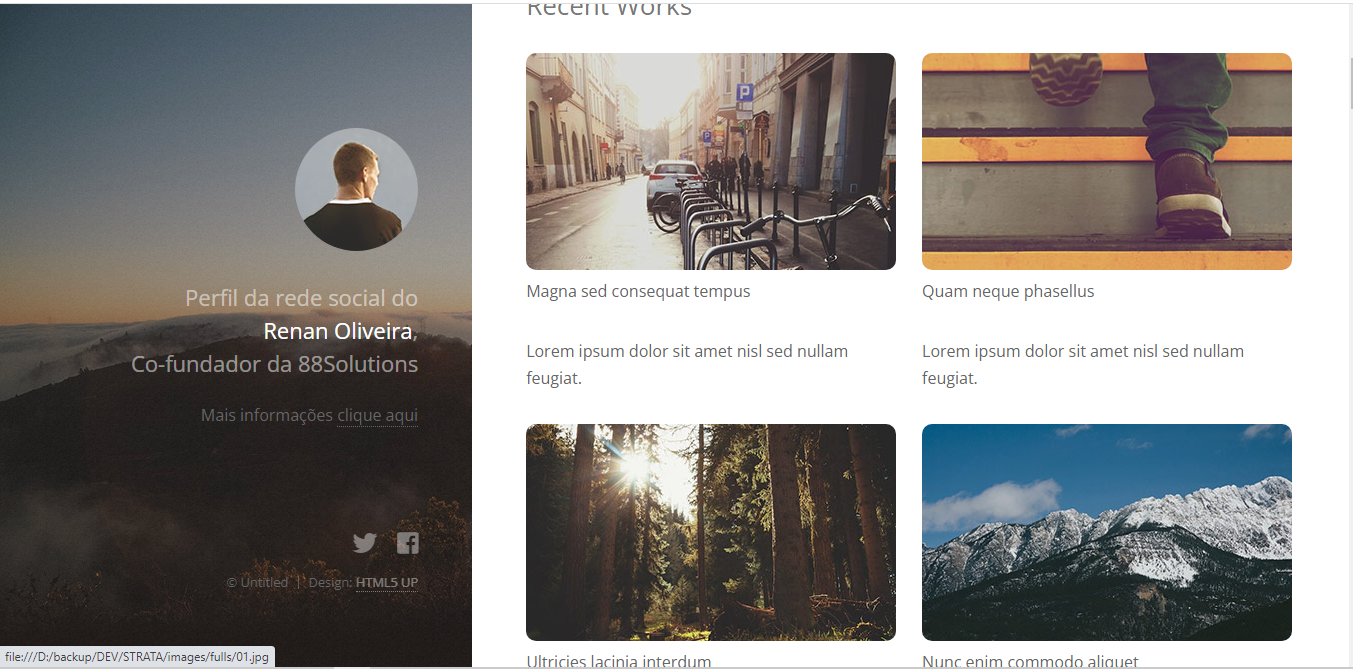 Recent Works
Perfil da rede social do
Renan Oliveira,
Co-fundador da 88Solutions
Mais informações clique aqui
© Untitled | Design: HTML5 UP
P
P
Magna sed consequat tempus
Quam neque phasellus
Lorem ipsum dolor sit amet nisl sed nullam
feugiat.
Lorem ipsum dolor sit amet nisl sed nullam
feugiat.
Ultricies lacinia interdum
Nunc enim commodo aliquet
file:///D:/backup/DEV/STRATA/images/fulls/01.jpg